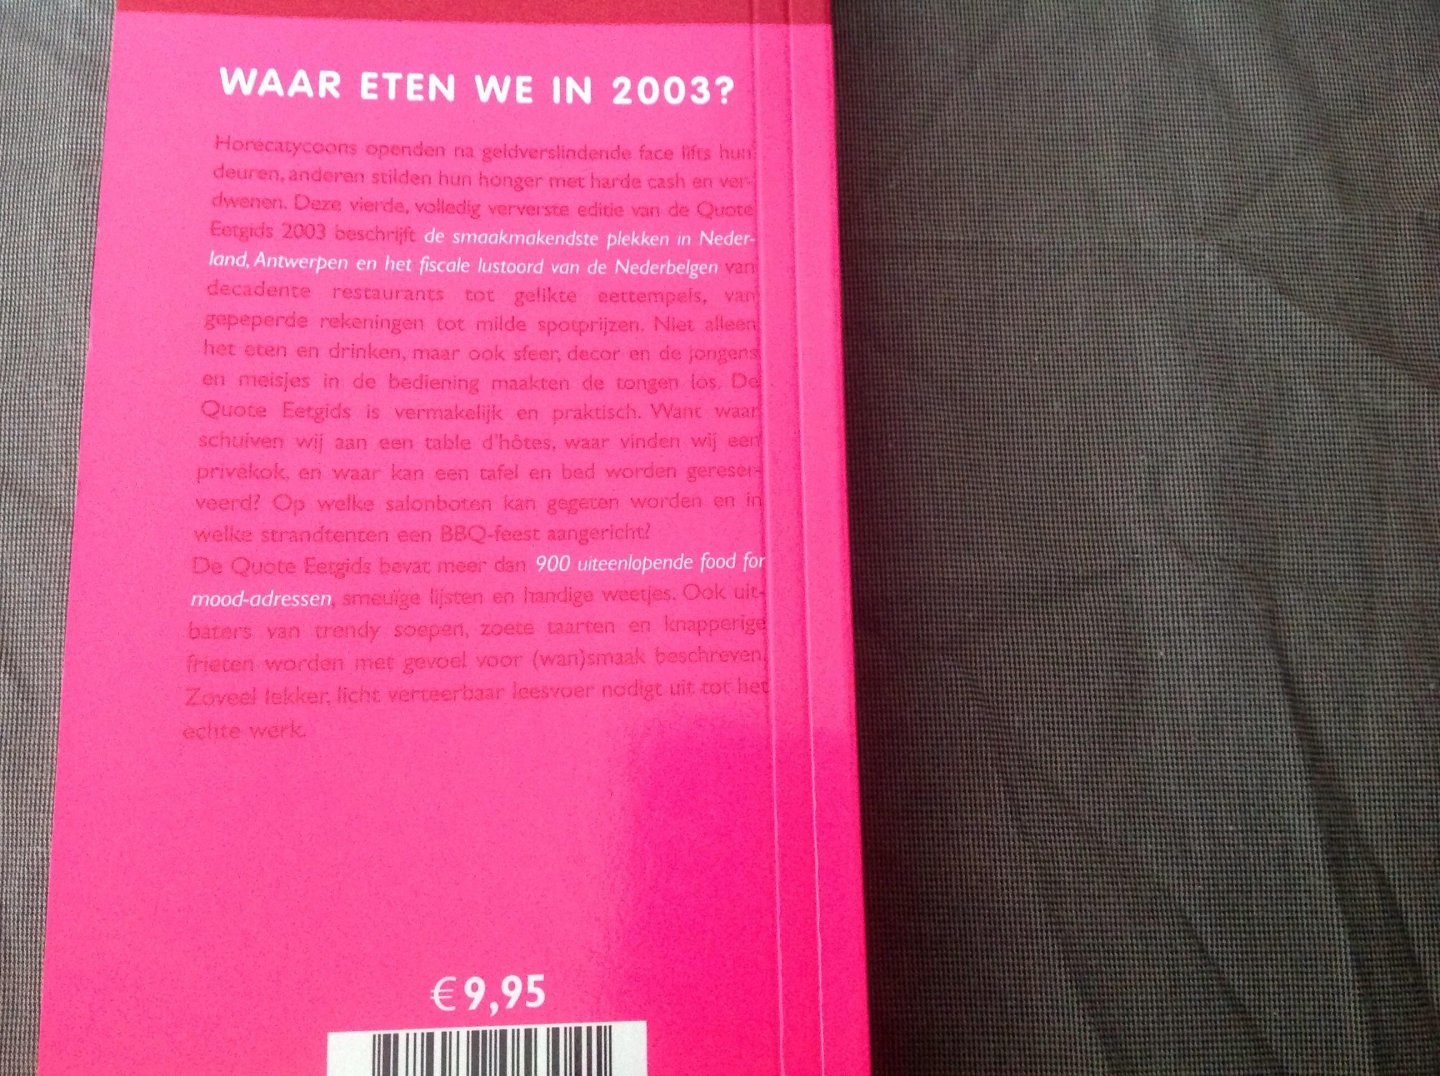 WAAR ETEN WE IN 2003?
Horecatycoons openden na geldverslindende face lifts hun
deuren, anderen stilden hun honger met harde cash en ver-
dwenen. Deze vierde, volledig ververste editie van de Quote
Eetgids 2003 beschrijft de smaakmakendste plekken in Neder-
land, Antwerpen en het fiscale lustoord van de Nederbelgen van
decadente restaurants tot gelikte eettempels, van
gepeperde rekeningen tot milde spotprijzen. Niet alleen
het eten en drinken, maar ook sfeer, decor en de jongens
en meisjes in de bediening maakten de tongen los. De
Quote Eetgids is vermakelijk en praktisch. Want waar
schuiven wij aan een table d'hôtes, waar vinden wij een
privékok, en waar kan een tafel en bed worden gereser-
veerd? Op welke salonboten kan gegeten worden en in
welke strandtenten een BBQ-feest aangericht?
De Quote Eetgids bevat meer dan 900 uiteenlopende food for
mood-adressen, smeuïge lijsten en handige weetjes. Ook uit-
baters van trendy soepen, zoete taarten en knapperige
frieten worden met gevoel voor (wan)smaak beschreven.
Zoveel lekker, licht verteerbaar leesvoer nodigt uit tot het
echte werk.
€ 9,95